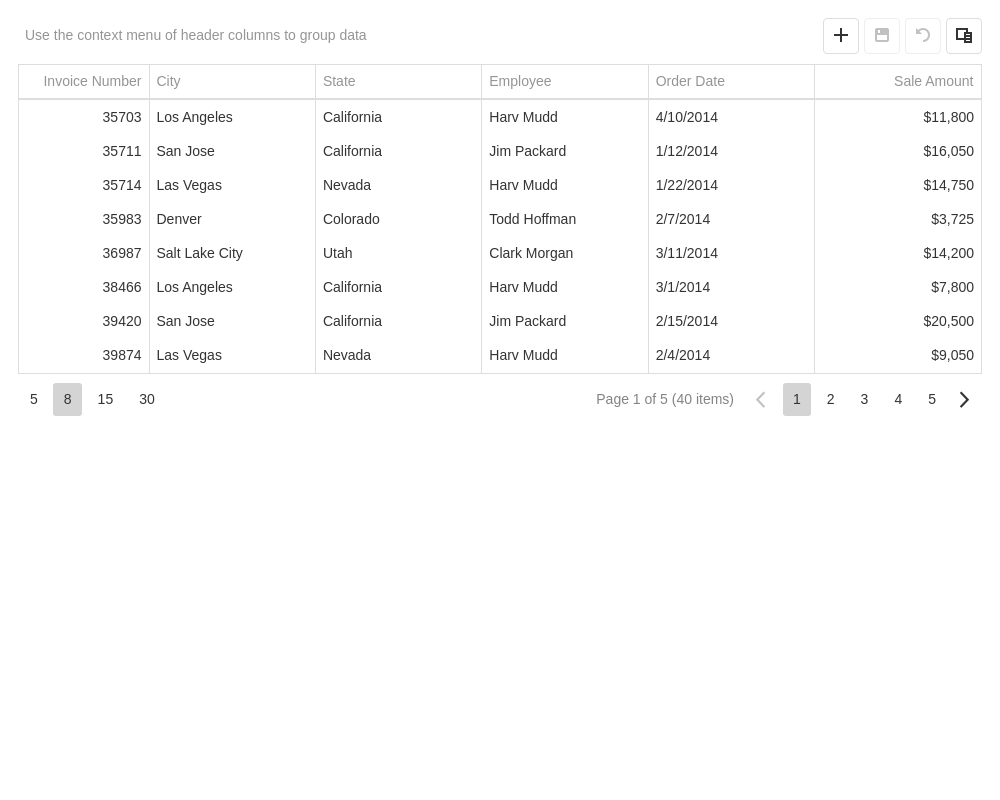 Use the context menu of header columns to group data
Invoice Number City State Employee Order Date Sale Amount
35703 Los Angeles California Harv Mudd 4/10/2014 $11,800
35711 San Jose California Jim Packard 1/12/2014 $16,050
35714 Las Vegas Nevada Harv Mudd 1/22/2014 $14,750
35983 Denver Colorado Todd Hoffman 2/7/2014 $3,725
36987 Salt Lake City Utah Clark Morgan 3/11/2014 $14,200
38466 Los Angeles California Harv Mudd 3/1/2014 $7,800
39420 San Jose California Jim Packard 2/15/2014 $20,500
39874 Las Vegas Nevada Harv Mudd 2/4/2014 $9,050
5 8 15 30 Page 1 of 5 (40 items) 1 2 3 4 5